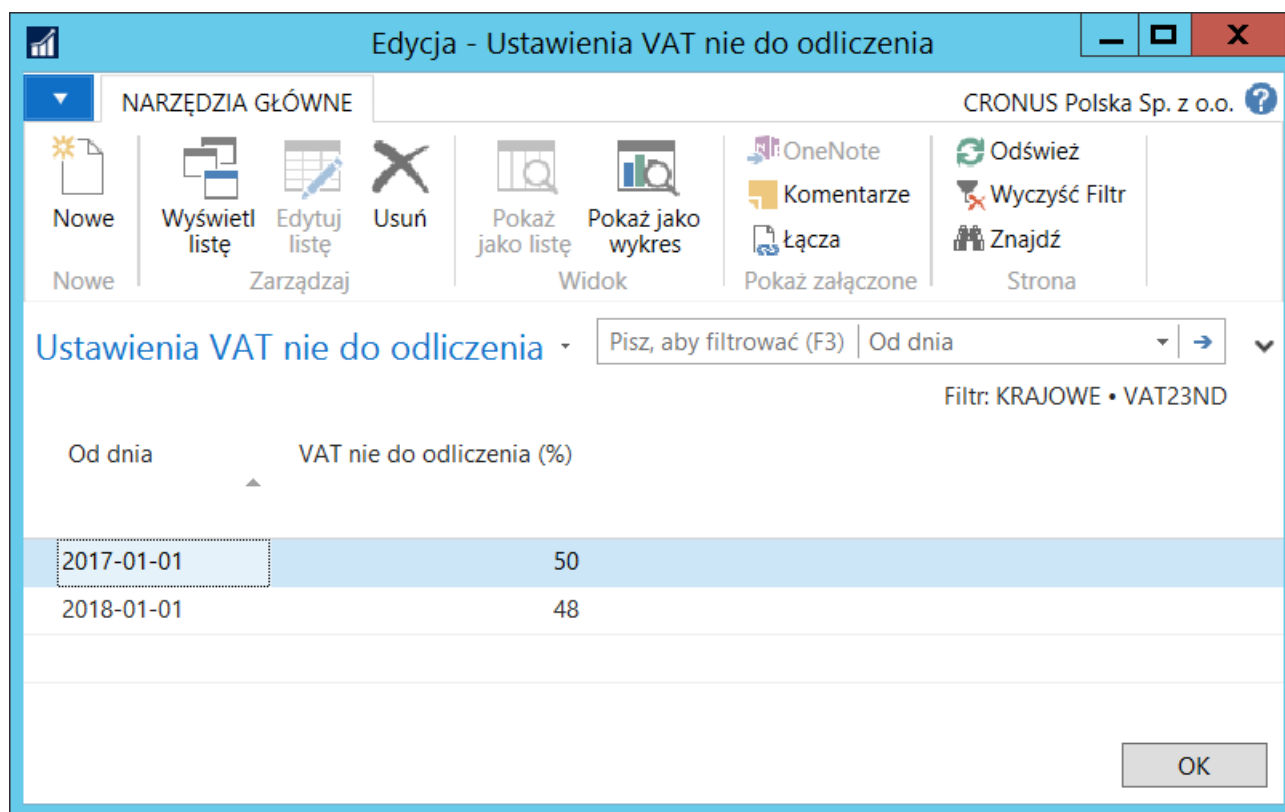 Edycja - Ustawienia VAT nie do odliczenia
NARZĘDZIA GŁÓWNE
CRONUS Polska Sp. z o.o.
Nowe
Wyświetl listę
Edytuj listę
Usuń
Pokaż jako listę
Pokaż jako wykres
OneNote
Komentarze
Łącza
Odśwież
Wyczyść Filtr
Znajdź
Nowe
Zarządzaj
Widok
Pokaż załączone
Strona
Ustawienia VAT nie do odliczenia
Pisz, aby filtrować (F3)
Od dnia
Filtr: KRAJOWE • VAT23ND
Od dnia
VAT nie do odliczenia (%)
2017-01-01 50
2018-01-01 48
OK